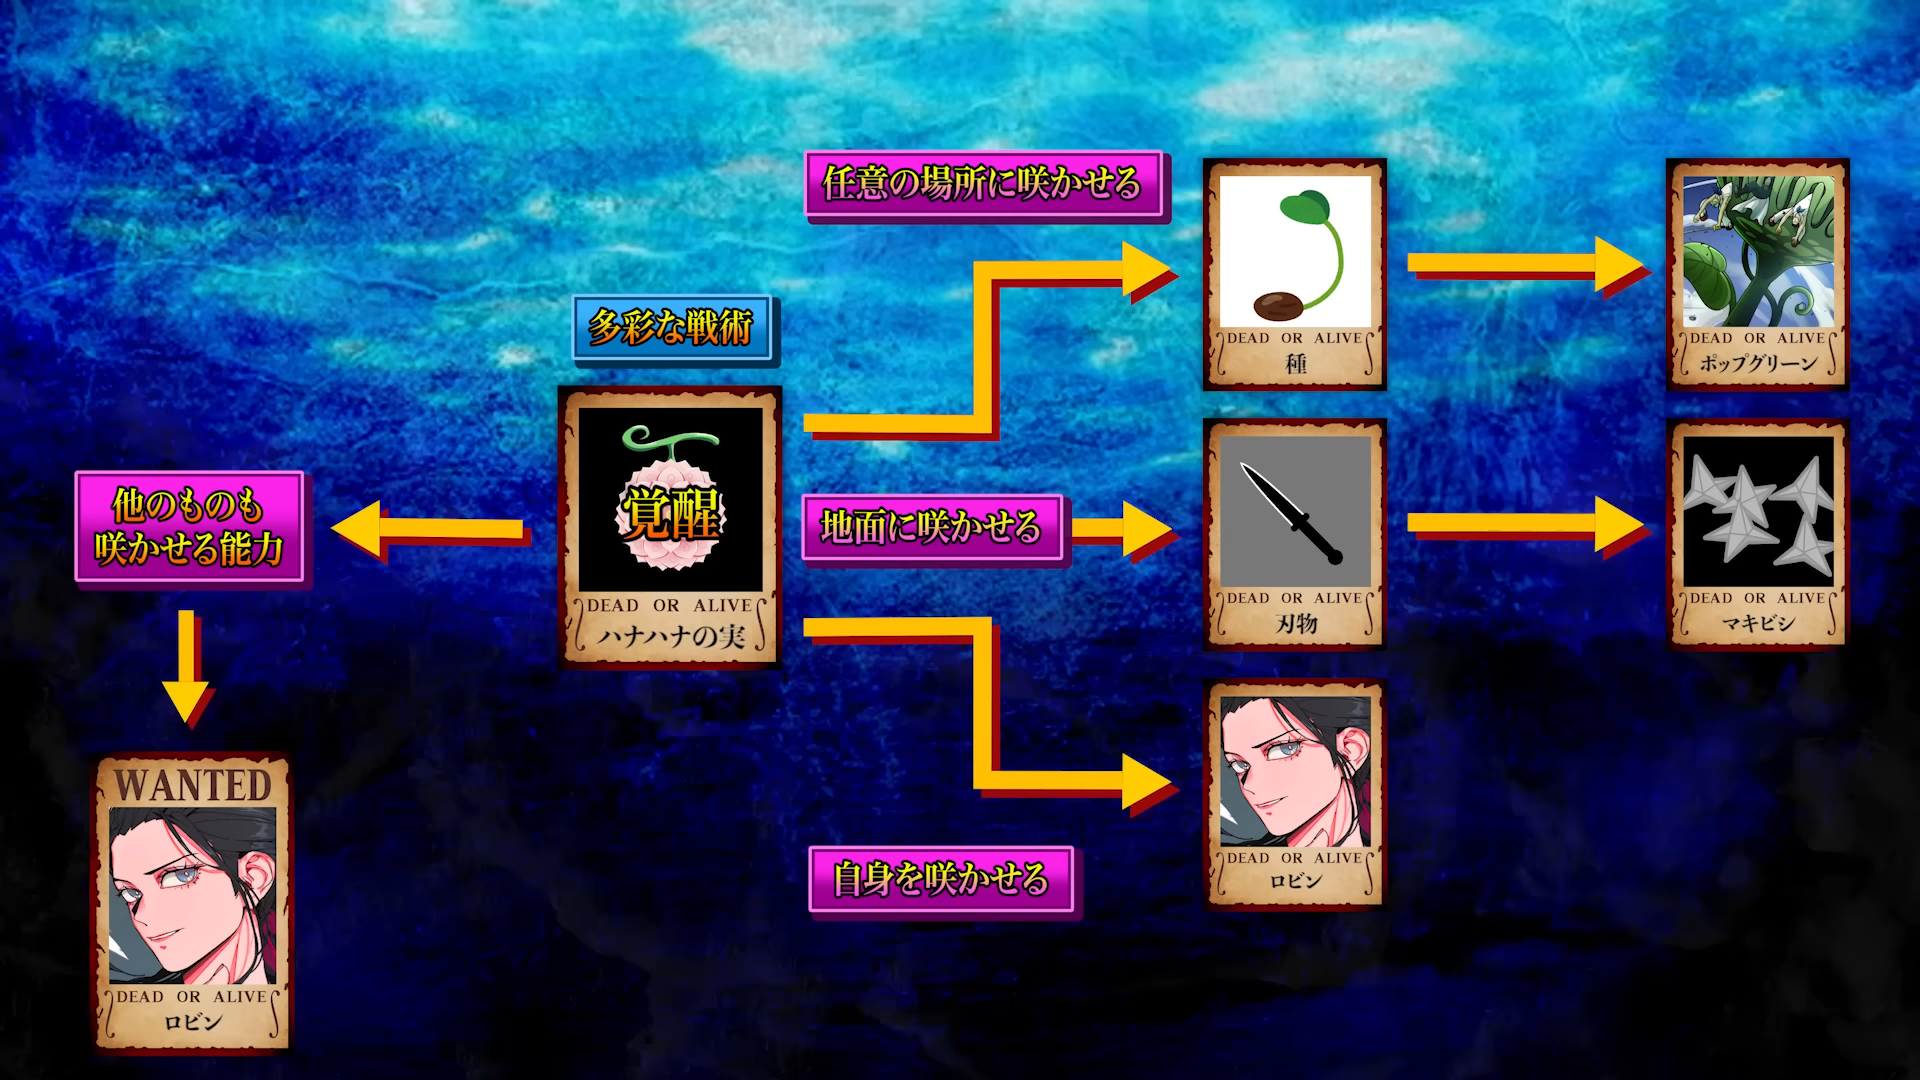 任意の場所に咲かせる
DEAD OR ALIVE
種
DEAD OR ALIVE
ポップグリーン
多彩な戦術
覚醒
DEAD OR ALIVE
ハナハナの実
他のものも
咲かせる能力
地面に咲かせる
DEAD OR ALIVE
刃物
DEAD OR ALIVE
マキビシ
WANTED
DEAD OR ALIVE
ロビン
自身を咲かせる
DEAD OR ALIVE
ロビン